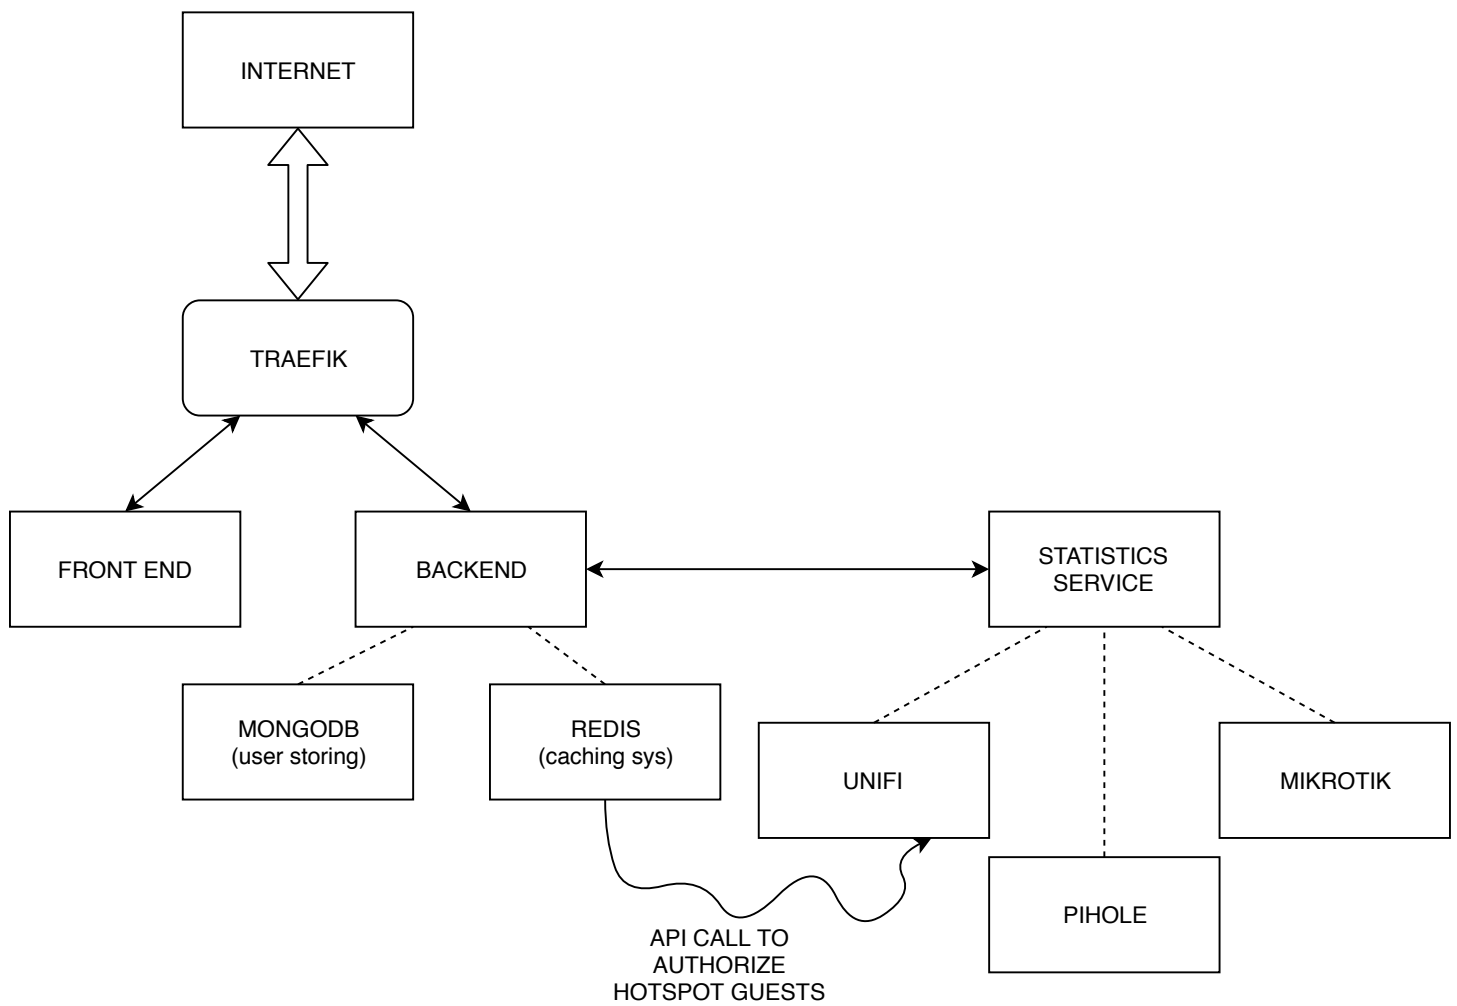 INTERNET
TRAEFIK
FRONT END
BACKEND
STATISTICS
SERVICE
MONGODB
(user storing)
REDIS
(caching sys)
UNIFI
MIKROTIK
PIHOLE
API CALL TO
AUTHORIZE
HOTSPOT GUESTS